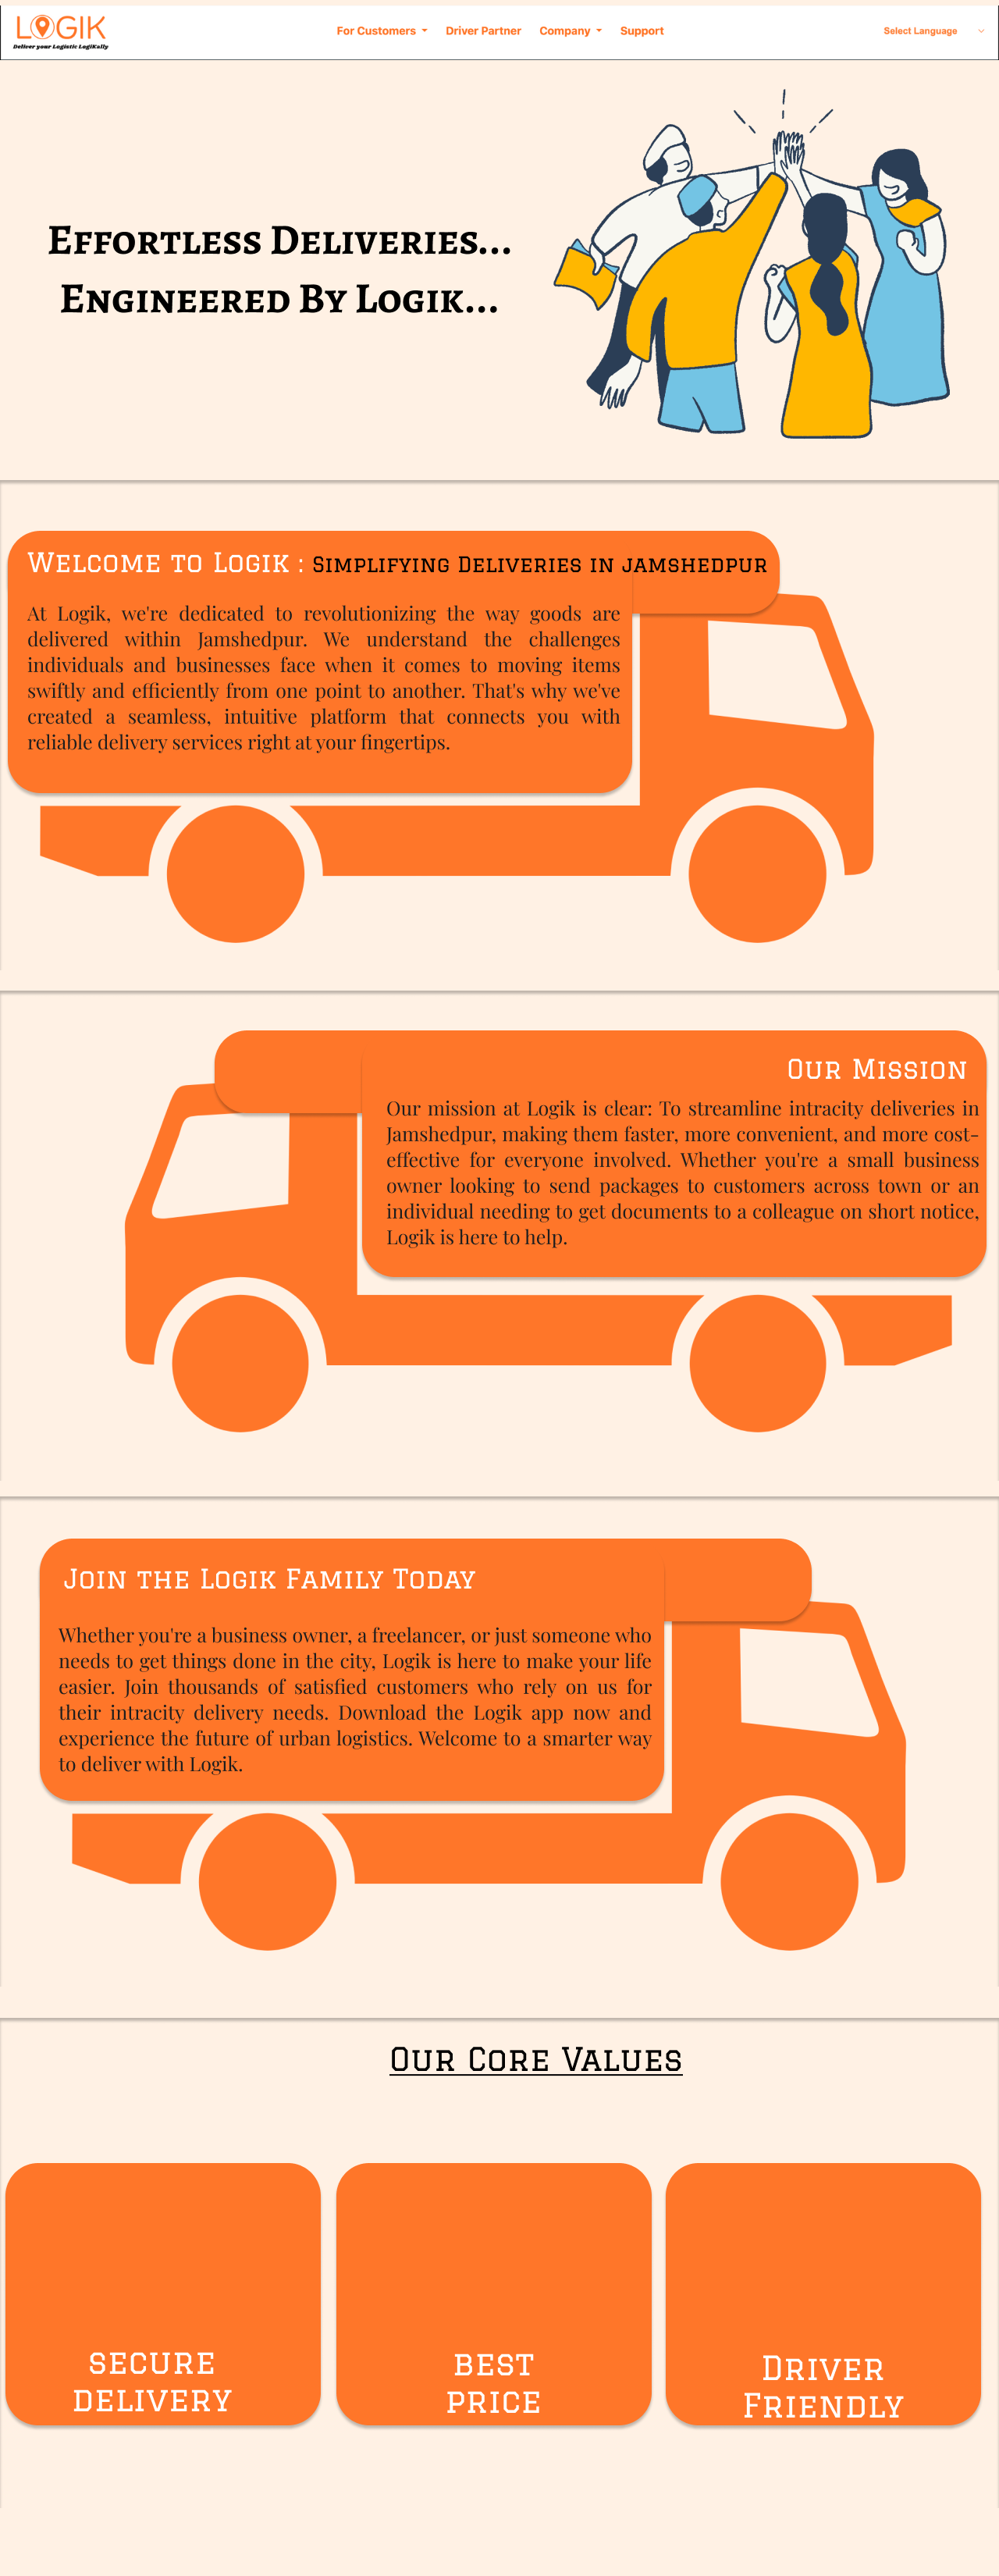 LOGIK
Deliver your Logistic LogiKally
For Customers
Driver Partner
Company
Support
Select Language
Effortless Deliveries...
Engineered By Logik...
Welcome to Logik : Simplifying Deliveries in Jamshedpur
At Logik, we're dedicated to revolutionizing the way goods are
delivered within Jamshedpur. We understand the challenges
individuals and businesses face when it comes to moving items
swiftly and efficiently from one point to another. That's why we've
created a seamless, intuitive platform that connects you with
reliable delivery services right at your fingertips.
Our Mission
Our mission at Logik is clear: To streamline intracity deliveries in
Jamshedpur, making them faster, more convenient, and more cost-
effective for everyone involved. Whether you're a small business
owner looking to send packages to customers across town or an
individual needing to get documents to a colleague on short notice,
Logik is here to help.
Join the Logik Family Today
Whether you're a business owner, a freelancer, or just someone who
needs to get things done in the city, Logik is here to make your life
easier. Join thousands of satisfied customers who rely on us for
their intracity delivery needs. Download the Logik app now and
experience the future of urban logistics. Welcome to a smarter way
to deliver with Logik.
Our Core Values
secure
delivery
best
price
Driver
Friendly